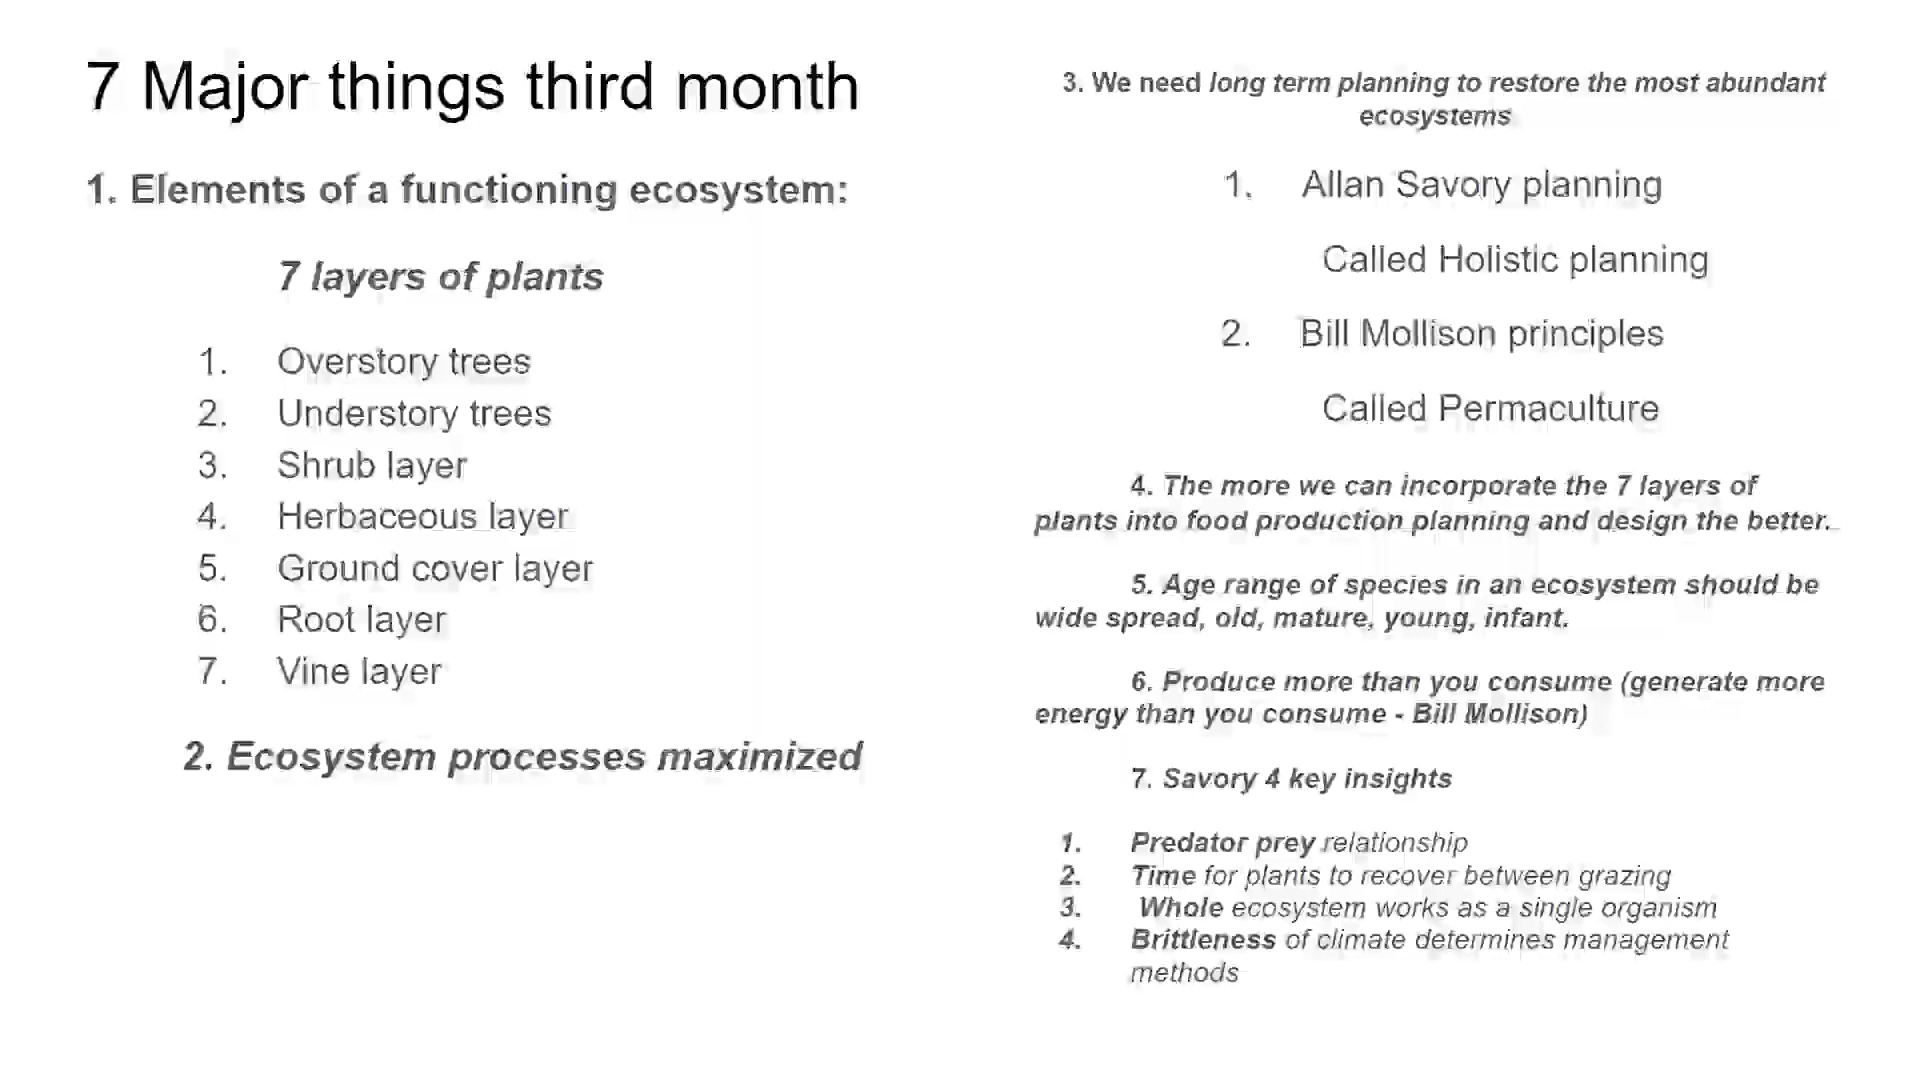 7 Major things third month
1. Elements of a functioning ecosystem:
7 layers of plants
1. Overstory trees
2. Understory trees
3. Shrub layer
4. Herbaceous layer
5. Ground cover layer
6. Root layer
7. Vine layer
2. Ecosystem processes maximized
3. We need long term planning to restore the most abundant
ecosystems
1. Allan Savory planning
Called Holistic planning
2. Bill Mollison principles
Called Permaculture
4. The more we can incorporate the 7 layers of
plants into food production planning and design the better.
5. Age range of species in an ecosystem should be
wide spread, old, mature, young, infant.
6. Produce more than you consume (generate more
energy than you consume - Bill Mollison)
7. Savory 4 key insights
1. Predator prey relationship
2. Time for plants to recover between grazing
3. Whole ecosystem works as a single organism
4. Brittleness of climate determines management
methods